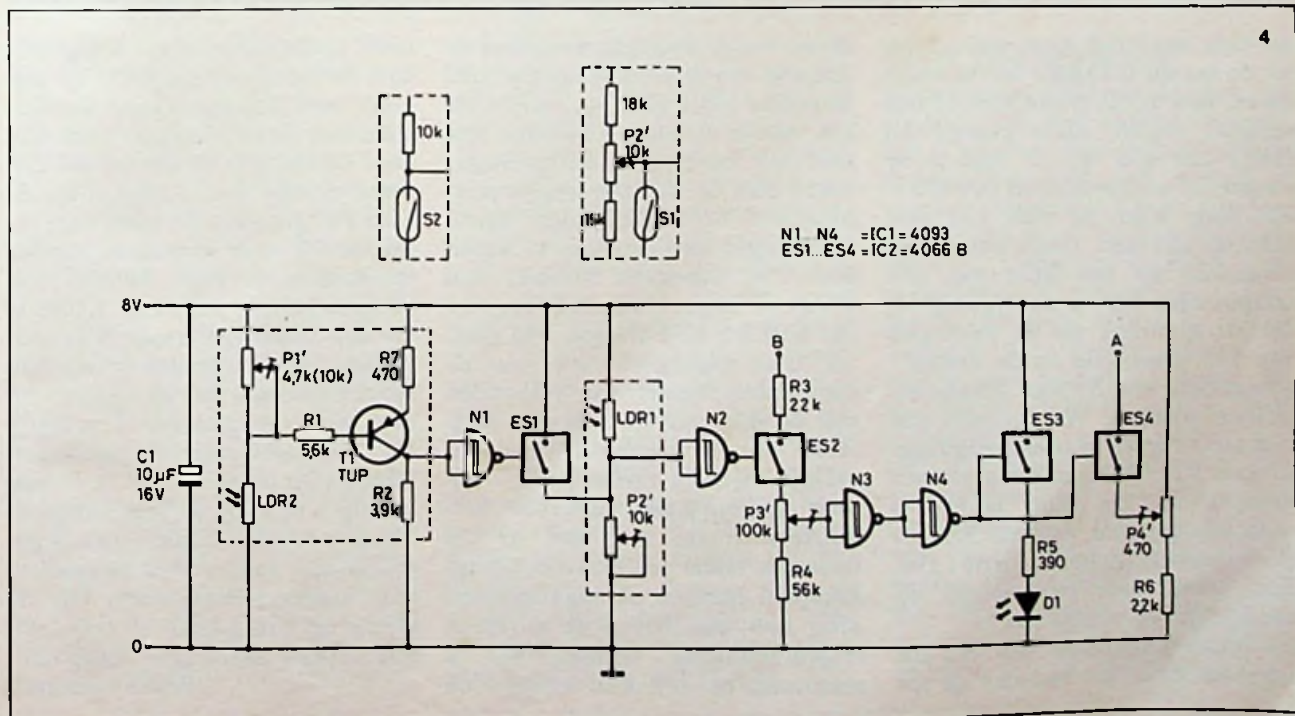 4
10k
S2
18k
P2'
10k
S1
N1...N4 = IC1 = 4093
ES1...ES4 = IC2 = 4066 B
8V
P1'
4,7k(10k)
R7
470
R1
5,6k
T1
TUP
N1
ES1
LDR1
B
R3
22k
A
N2
ES2
ES3
ES4
C1
10µF
16V
LDR2
R2
3,9k
P2'
10k
P3'
100k
N3
N4
P4'
470
R4
56k
R5
390
R6
2,2k
D1
0